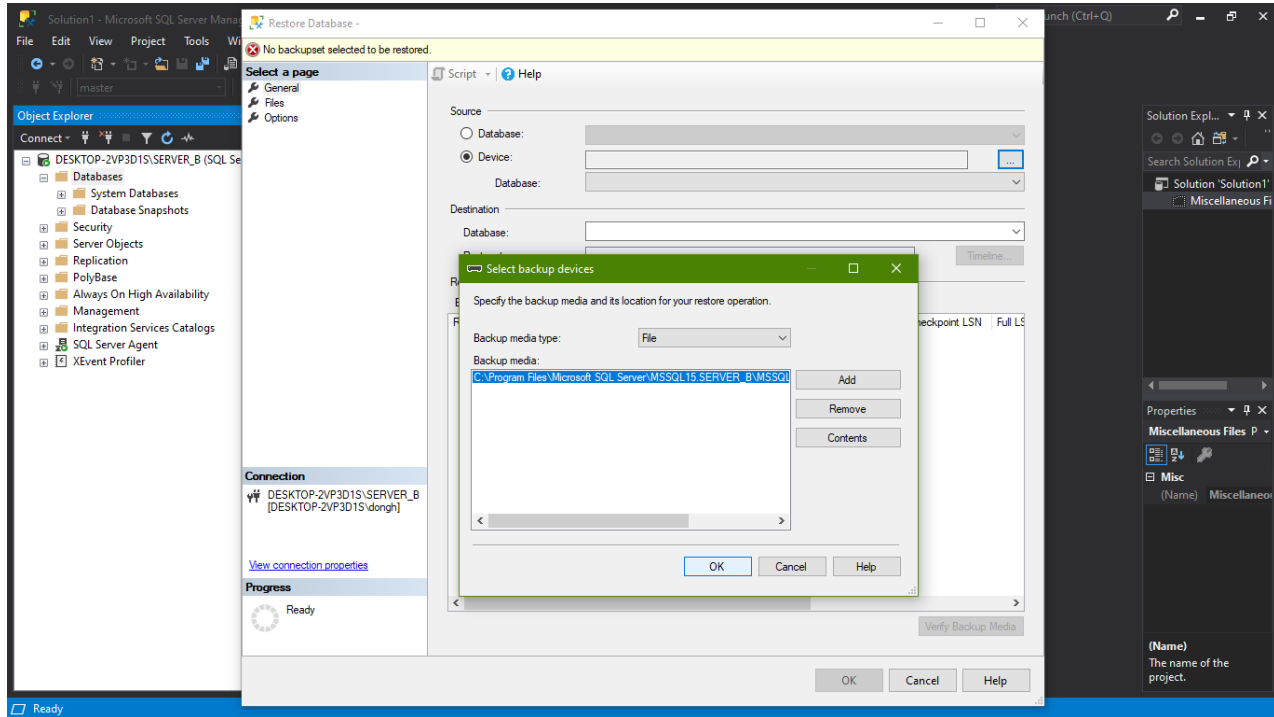 Solution1 - Microsoft SQL Server Mana
Restore Database -
unch (Ctrl+Q)
File Edit View Project Tools Wi
No backupset selected to be restored.
master
Select a page
General
Files
Options
Script
Help
Object Explorer
Connect
DESKTOP-2VP3D1S\SERVER_B (SQL Se
Databases
System Databases
Database Snapshots
Security
Server Objects
Replication
PolyBase
Always On High Availability
Management
Integration Services Catalogs
SQL Server Agent
XEvent Profiler
Source
Database:
Device:
...
Database:
Destination
Database:
Timeline...
Select backup devices
Specify the backup media and its location for your restore operation.
Backup media type:
File
Backup media:
C:\Program Files\Microsoft SQL Server\MSSQL15.SERVER_B\MSSQL
Add
Remove
Contents
OK
Cancel
Help
heckpoint LSN
Full LS
Connection
DESKTOP-2VP3D1S\SERVER_B
[DESKTOP-2VP3D1S\dongh]
View connection properties
Progress
Ready
Verify Backup Media
OK
Cancel
Help
Solution Expl...
Search Solution Ex
Solution 'Solution1'
Miscellaneous Fi
Properties
Miscellaneous Files P
Misc
(Name) Miscellaneo
(Name)
The name of the
project.
Ready